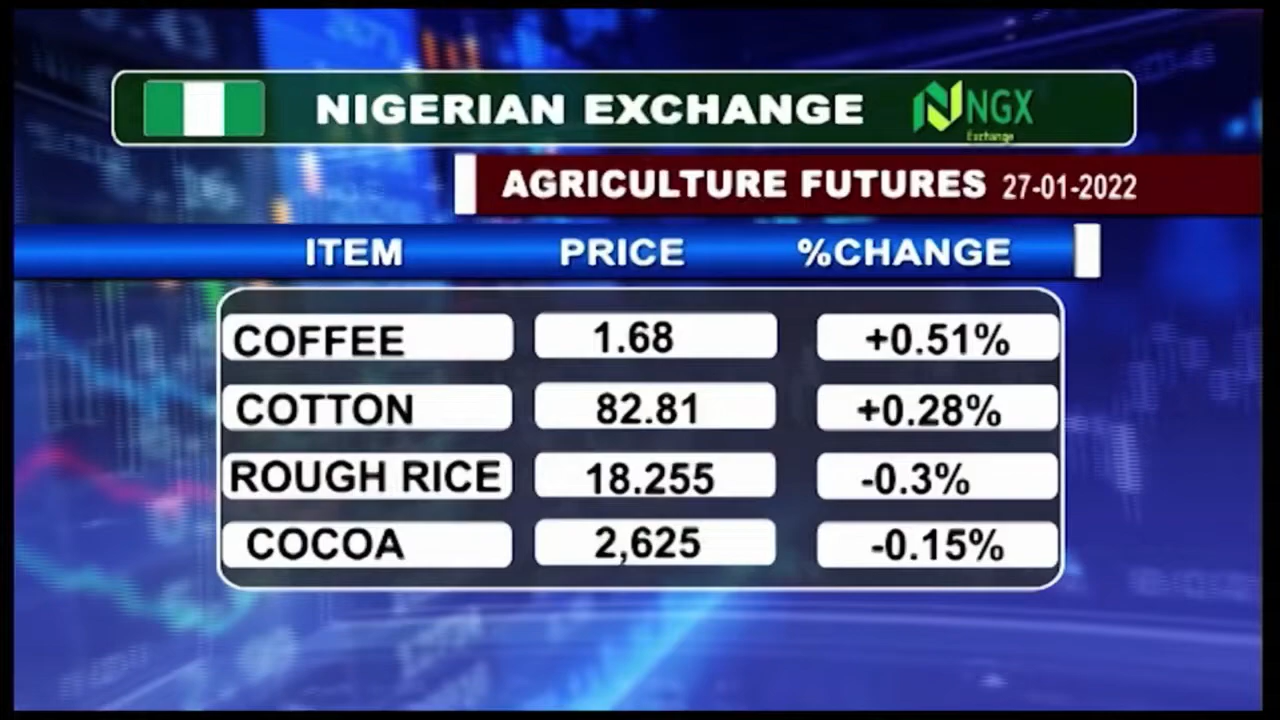 NIGERIAN EXCHANGE NGX
Exchange
AGRICULTURE FUTURES 27-01-2022
ITEM PRICE %CHANGE
COFFEE 1.68 +0.51%
COTTON 82.81 +0.28%
ROUGH RICE 18.255 -0.3%
COCOA 2,625 -0.15%